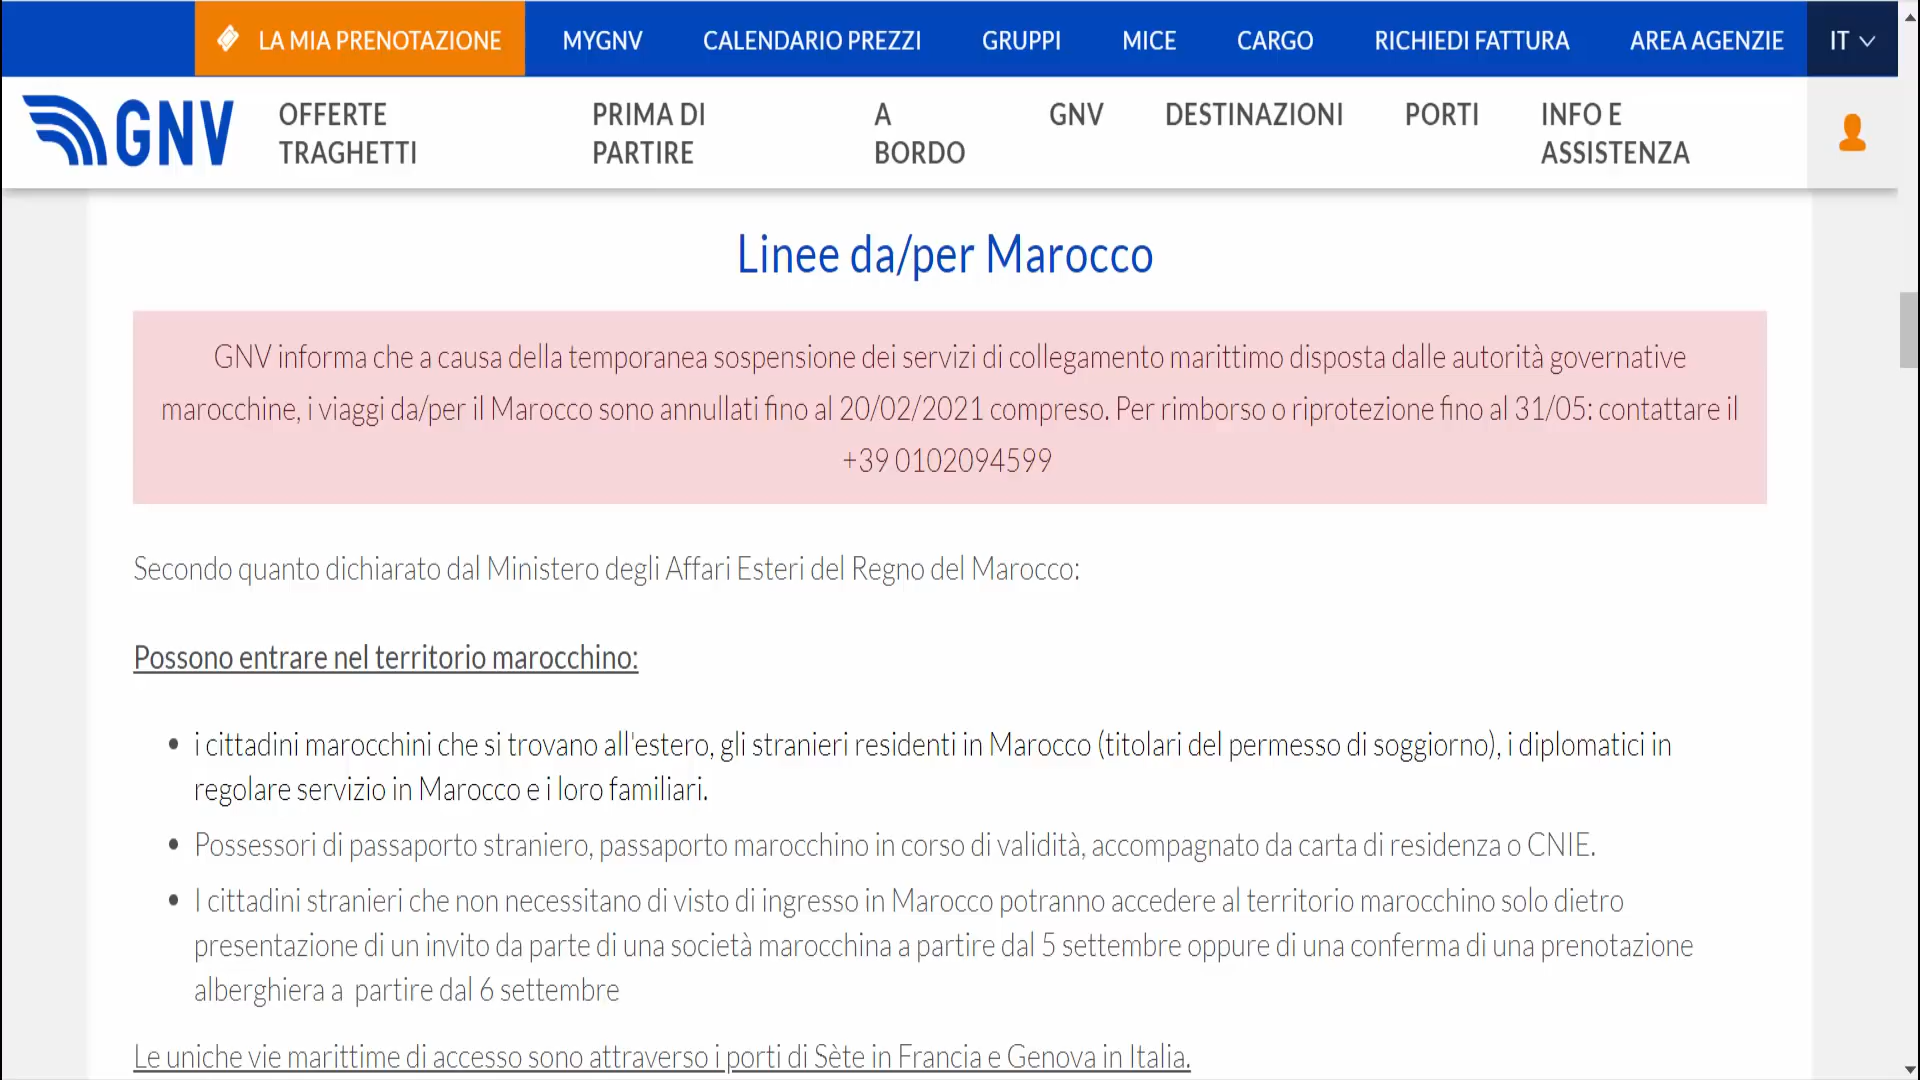 LA MIA PRENOTAZIONE MYGNV CALENDARIO PREZZI GRUPPI MICE CARGO RICHIEDI FATTURA AREA AGENZIE IT
GNV
OFFERTE
TRAGHETTI
PRIMA DI
PARTIRE
A
BORDO
GNV
DESTINAZIONI
PORTI
INFO E
ASSISTENZA
Linee da/per Marocco
GNV informa che a causa della temporanea sospensione dei servizi di collegamento marittimo disposta dalle autorità governative
marocchine, i viaggi da/per il Marocco sono annullati fino al 20/02/2021 compreso. Per rimborso o riprotezione fino al 31/05: contattare il
+39 0102094599
Secondo quanto dichiarato dal Ministero degli Affari Esteri del Regno del Marocco:
Possono entrare nel territorio marocchino:
• i cittadini marocchini che si trovano all'estero, gli stranieri residenti in Marocco (titolari del permesso di soggiorno), i diplomatici in
regolare servizio in Marocco e i loro familiari.
• Possessori di passaporto straniero, passaporto marocchino in corso di validità, accompagnato da carta di residenza o CNIE.
• I cittadini stranieri che non necessitano di visto di ingresso in Marocco potranno accedere al territorio marocchino solo dietro
presentazione di un invito da parte di una società marocchina a partire dal 5 settembre oppure di una conferma di una prenotazione
alberghiera a partire dal 6 settembre
Le uniche vie marittime di accesso sono attraverso i porti di Sète in Francia e Genova in Italia.